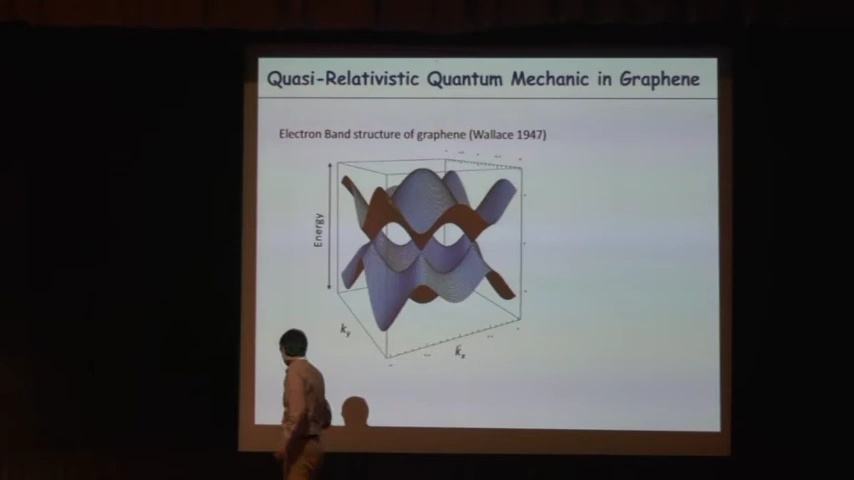 Quasi-Relativistic Quantum Mechanic in Graphene
Electron Band structure of graphene (Wallace 1947)
Energy
ky
kx